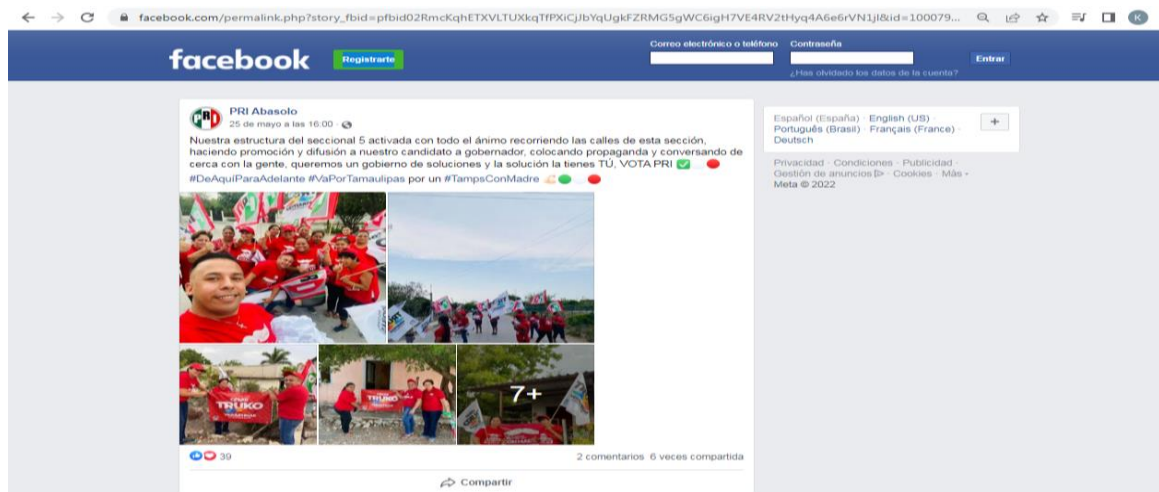 facebook.com/permalink.php?story_fbid=pfbid02RmcKqhETXVLTUXkqTfPXiCjJbYqUgkFZRMG5gWC6igH7VE4RV2tHyq4A6e6rVN1jl&id=100079...
K
Correo electrónico o teléfono Contraseña
facebook Registrarte Entrar
¿Has olvidado los datos de la cuenta?
PRI Abasolo
25 de mayo a las 16:00 ·
Nuestra estructura del seccional 5 activada con todo el ánimo recorriendo las calles de esta sección,
haciendo promoción y difusión a nuestro candidato a gobernador, colocando propaganda y conversando de
cerca con la gente, queremos un gobierno de soluciones y la solución la tienes TÚ, VOTA PRI ✅ 🔴
#DeAquíParaAdelante #VaPorTamaulipas por un #TampsConMadre 💪🟢 🔴
TRUKO
TRUKO
7+
39 2 comentarios 6 veces compartida
Compartir
Español (España) · English (US) ·
Português (Brasil) · Français (France) ·
Deutsch
+
Privacidad · Condiciones · Publicidad ·
Gestión de anuncios · Cookies · Más
Meta © 2022